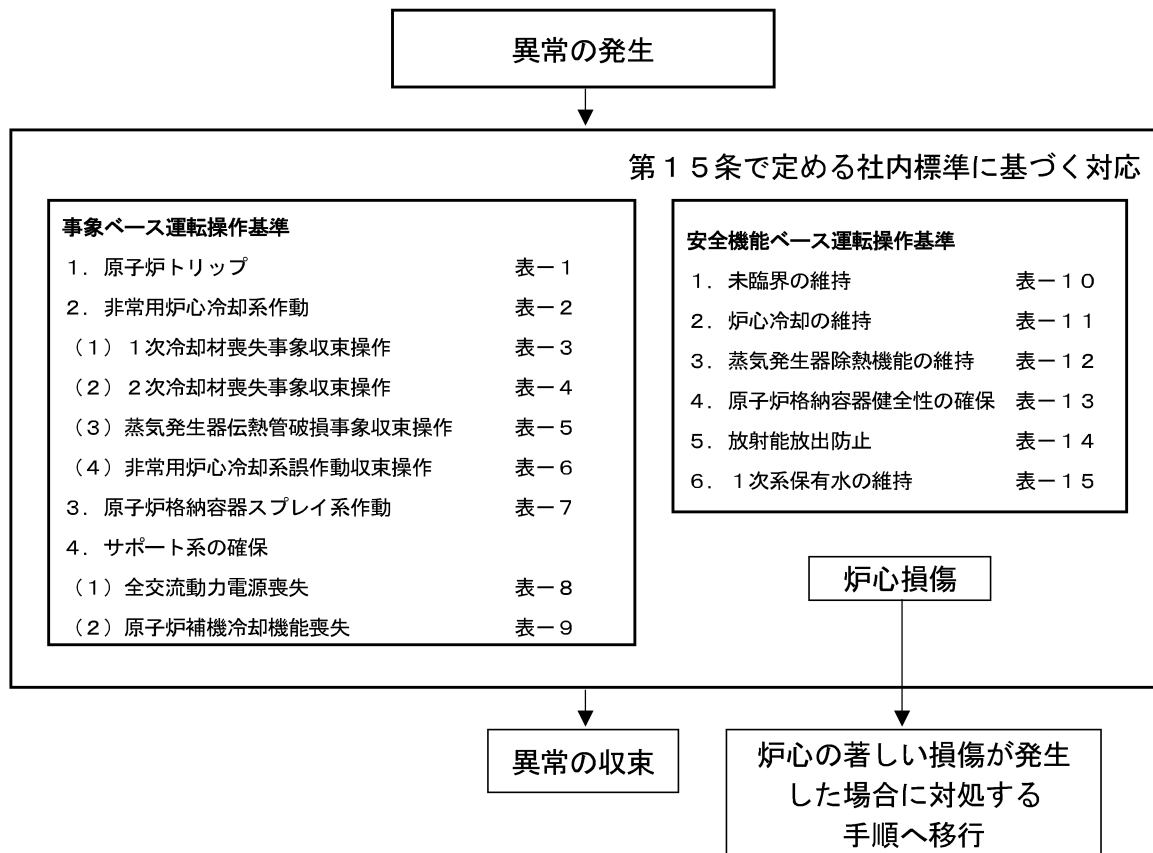 異常の発生
第15条で定める社内標準に基づく対応
事象ベース運転操作基準
1．原子炉トリップ 表－1
2．非常用炉心冷却系作動 表－2
（1）1次冷却材喪失事象収束操作 表－3
（2）2次冷却材喪失事象収束操作 表－4
（3）蒸気発生器伝熱管破損事象収束操作 表－5
（4）非常用炉心冷却系誤作動収束操作 表－6
3．原子炉格納容器スプレイ系作動 表－7
4．サポート系の確保
（1）全交流動力電源喪失 表－8
（2）原子炉補機冷却機能喪失 表－9
安全機能ベース運転操作基準
1．未臨界の維持 表－10
2．炉心冷却の維持 表－11
3．蒸気発生器除熱機能の維持 表－12
4．原子炉格納容器健全性の確保 表－13
5．放射能放出防止 表－14
6．1次系保有水の維持 表－15
炉心損傷
異常の収束
炉心の著しい損傷が発生
した場合に対処する
手順へ移行